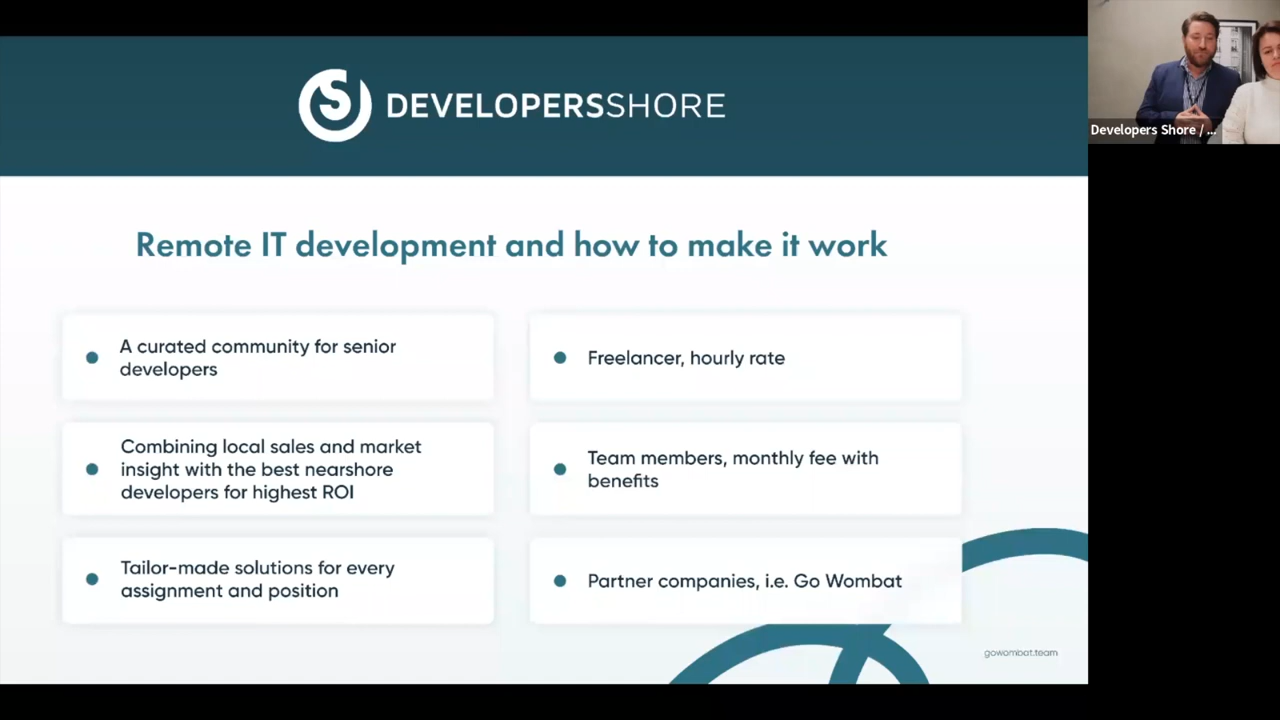 DEVELOPERSSHORE
Developers Shore / ...
Remote IT development and how to make it work
A curated community for senior
developers
Combining local sales and market
insight with the best nearshore
developers for highest ROI
Tailor-made solutions for every
assignment and position
Freelancer, hourly rate
Team members, monthly fee with
benefits
Partner companies, i.e. Go Wombat
gowombat.team